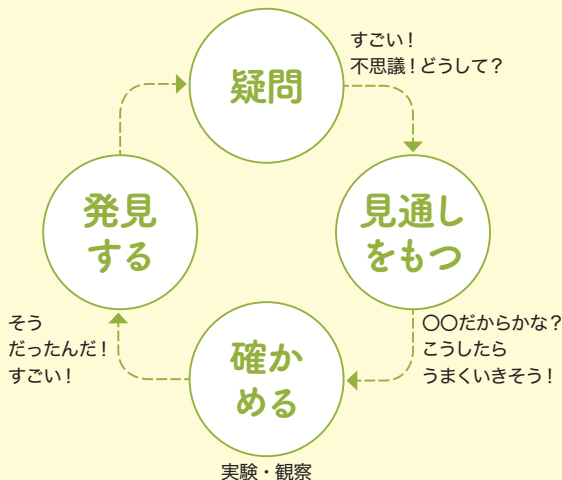 疑問
すごい！
不思議！どうして？
見通し
をもつ
〇〇だからかな？
こうしたら
うまくいきそう！
確か
める
実験・観察
発見
する
そう
だったんだ！
すごい！